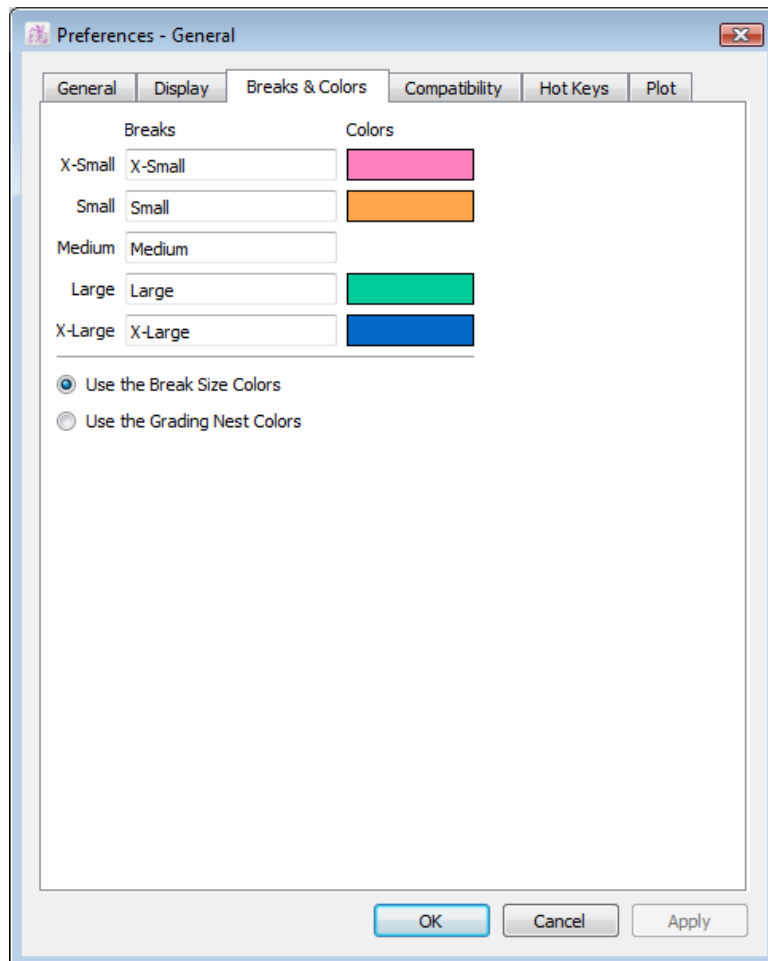 Preferences - General
General Display Breaks & Colors Compatibility Hot Keys Plot
Breaks Colors
X-Small X-Small
Small Small
Medium Medium
Large Large
X-Large X-Large
Use the Break Size Colors
Use the Grading Nest Colors
OK Cancel Apply